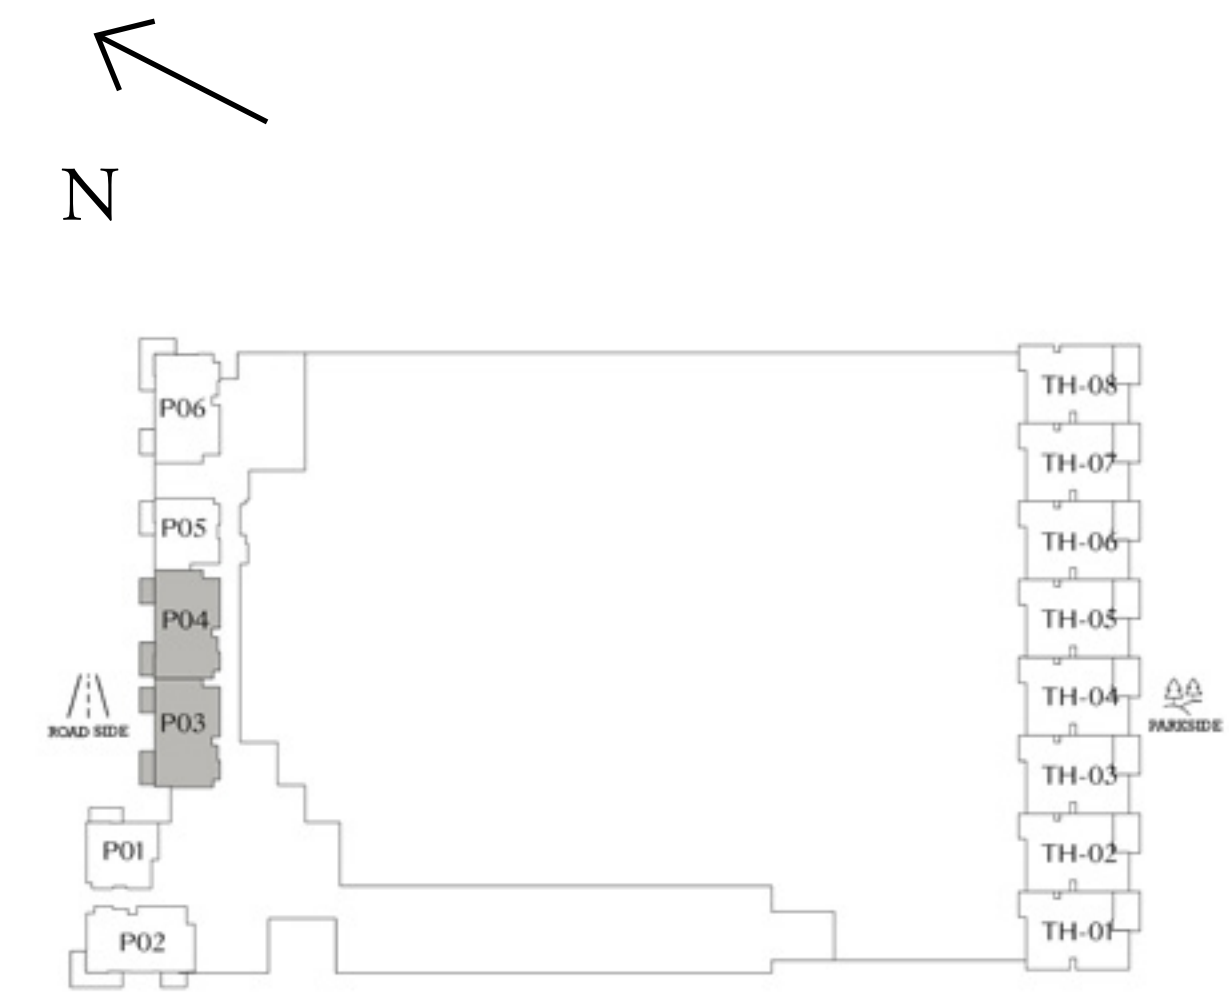 N
P06
P05
P04
P03
ROAD SIDE
P01
P02
TH-08
TH-07
TH-06
TH-05
TH-04
TH-03
TH-02
TH-01
PARKSIDE